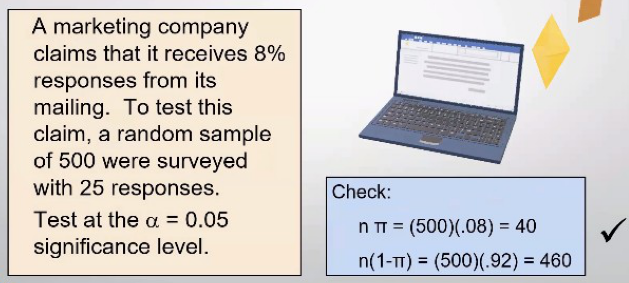 A marketing company
claims that it receives 8%
responses from its
mailing. To test this
claim, a random sample
of 500 were surveyed
with 25 responses.
Test at the α = 0.05
significance level.
Check:
n π = (500)(.08) = 40
n(1-π) = (500)(.92) = 460